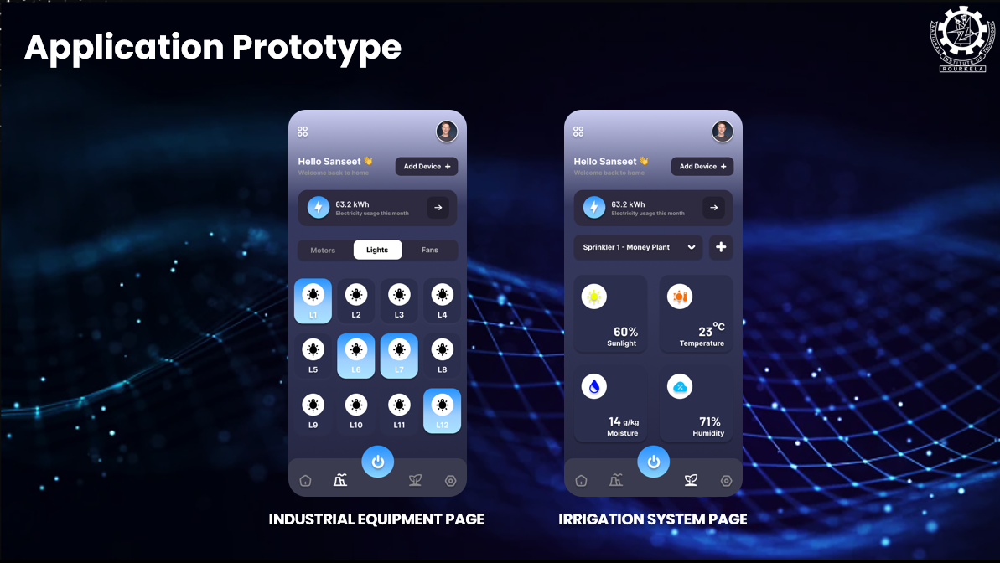 Application Prototype
NATIONAL INSTITUTE OF TECHNOLOGY
ROURKELA
Hello Sanseet 👋
Welcome back to home
Add Device +
63.2 kWh
Electricity usage this month
Motors Lights Fans
L1 L2 L3 L4
L5 L6 L7 L8
L9 L10 L11 L12
INDUSTRIAL EQUIPMENT PAGE
Hello Sanseet 👋
Welcome back to home
Add Device +
63.2 kWh
Electricity usage this month
Sprinkler 1 - Money Plant
60% 23°C
Sunlight Temperature
14 g/kg 71%
Moisture Humidity
IRRIGATION SYSTEM PAGE